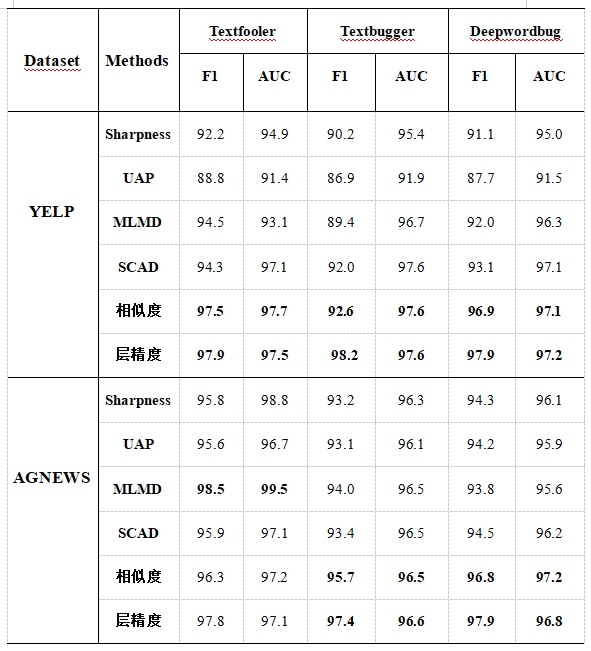 Dataset Methods Textfooler Textbugger Deepwordbug
F1 AUC F1 AUC F1 AUC
YELP
Sharpness 92.2 94.9 90.2 95.4 91.1 95.0
UAP 88.8 91.4 86.9 91.9 87.7 91.5
MLMD 94.5 93.1 89.4 96.7 92.0 96.3
SCAD 94.3 97.1 92.0 97.6 93.1 97.1
相似度 97.5 97.7 92.6 97.6 96.9 97.1
层精度 97.9 97.5 98.2 97.6 97.9 97.2
AGNEWS
Sharpness 95.8 98.8 93.2 96.3 94.3 96.1
UAP 95.6 96.7 93.1 96.1 94.2 95.9
MLMD 98.5 99.5 94.0 96.5 93.8 95.6
SCAD 95.9 97.1 93.4 96.5 94.5 96.2
相似度 96.3 97.2 95.7 96.5 96.8 97.2
层精度 97.8 97.1 97.4 96.6 97.9 96.8